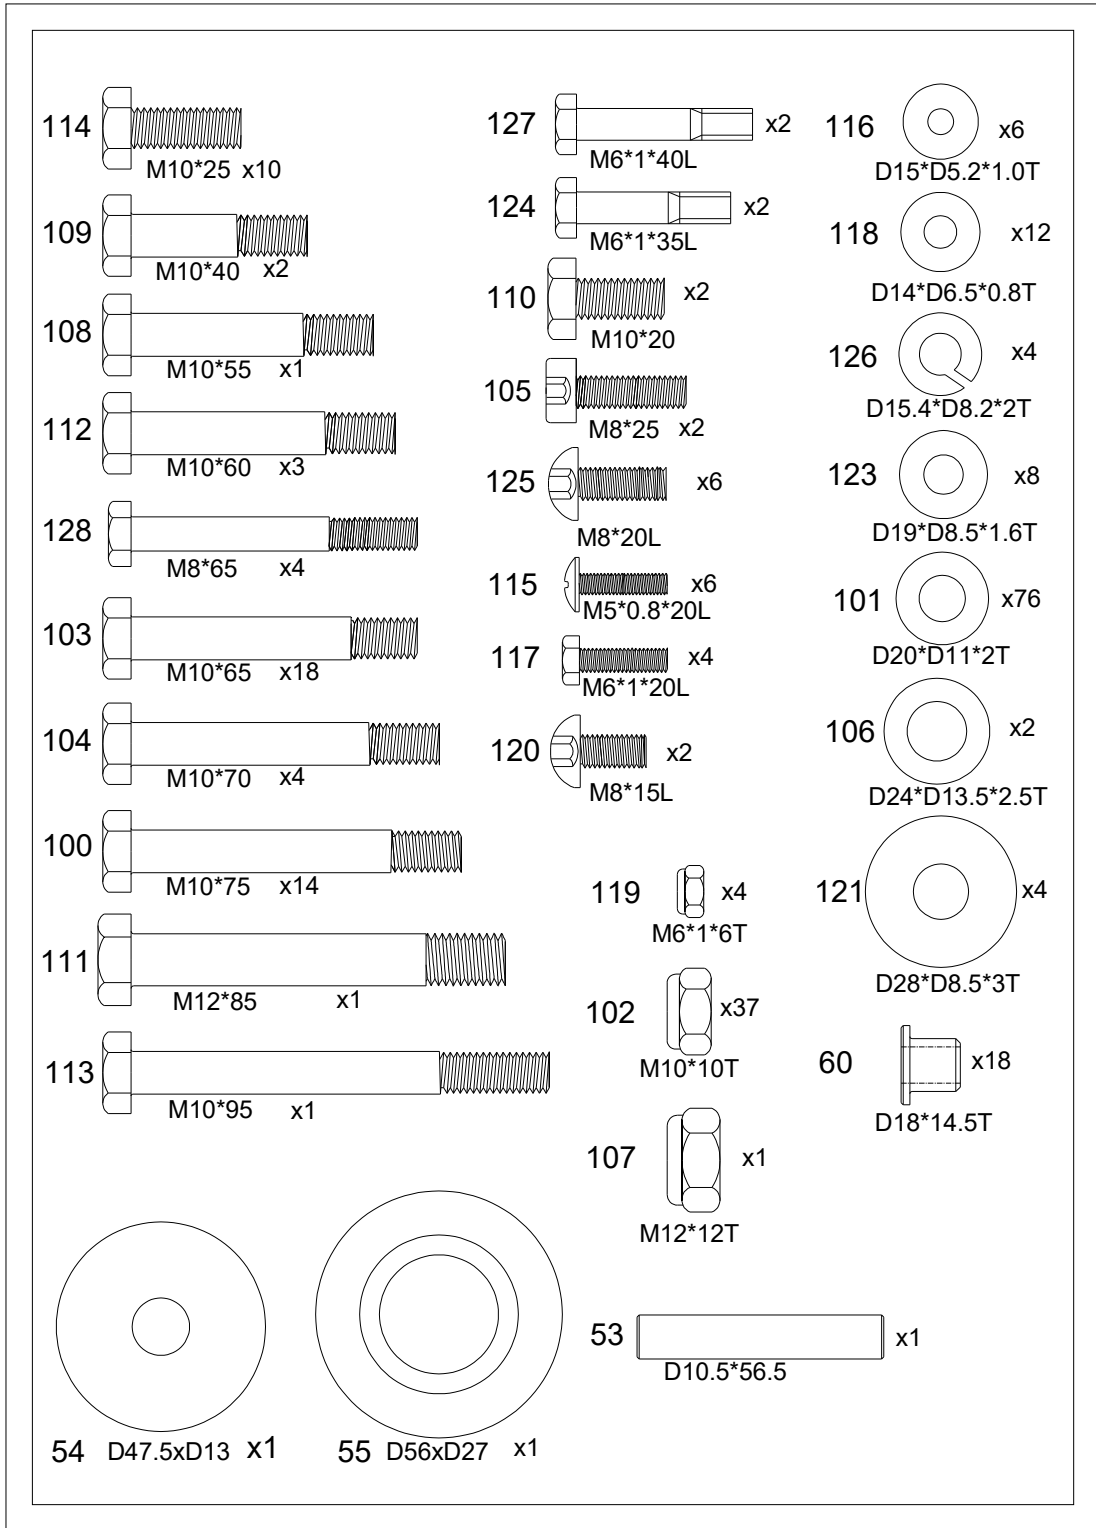 114
M10*25 x10
109
M10*40 x2
108
M10*55 x1
112
M10*60 x3
128
M8*65 x4
103
M10*65 x18
104
M10*70 x4
100
M10*75 x14
111
M12*85 x1
113
M10*95 x1
127 x2
M6*1*40L
124 x2
M6*1*35L
110 x2
M10*20
105
M8*25 x2
125 x6
M8*20L
115 x6
M5*0.8*20L
117 x4
M6*1*20L
120 x2
M8*15L
119 x4
M6*1*6T
102 x37
M10*10T
107 x1
M12*12T
116 x6
D15*D5.2*1.0T
118 x12
D14*D6.5*0.8T
126 x4
D15.4*D8.2*2T
123 x8
D19*D8.5*1.6T
101 x76
D20*D11*2T
106 x2
D24*D13.5*2.5T
121 x4
D28*D8.5*3T
60 x18
D18*14.5T
53 x1
D10.5*56.5
54 D47.5xD13 x1
55 D56xD27 x1